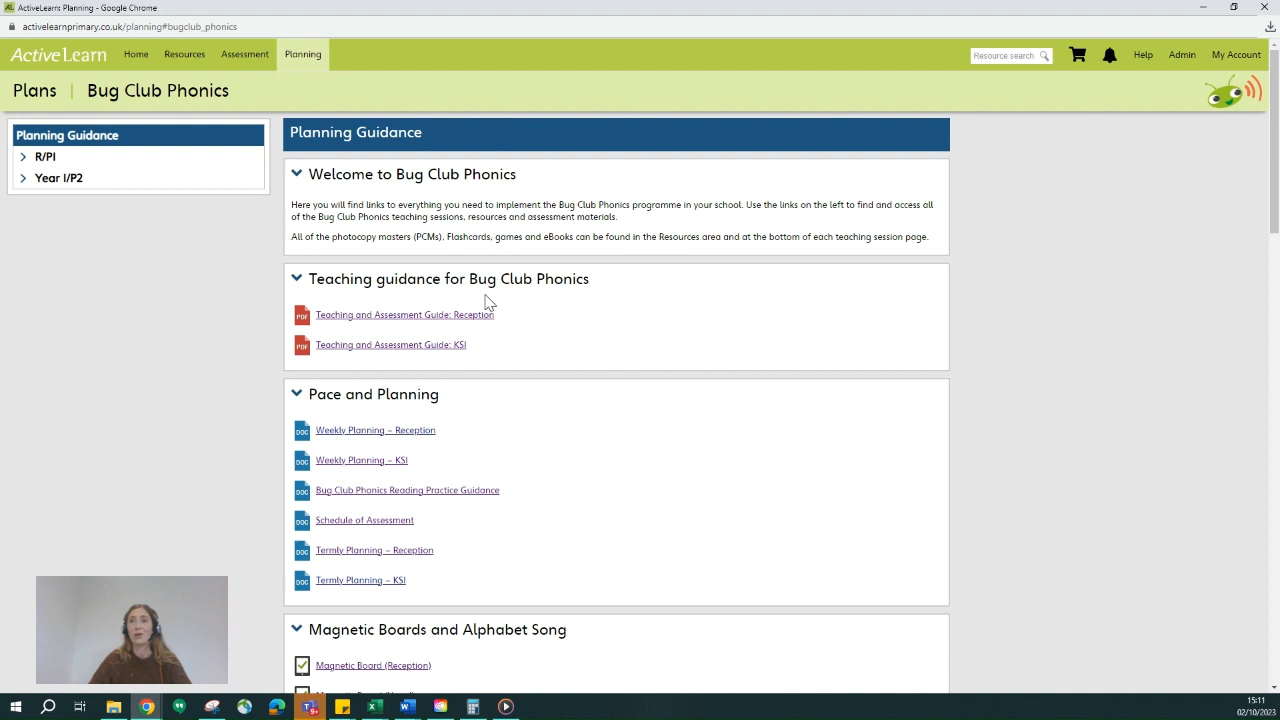 ActiveLearn: Planning - Google Chrome
activelearnprimary.co.uk/planning#bugclub_phonics
ActiveLearn Home Resources Assessment Planning Resource search Help Admin My Account
Plans | Bug Club Phonics
Planning Guidance
R/P1
Year 1/P2
Planning Guidance
Welcome to Bug Club Phonics
Here you will find links to everything you need to implement the Bug Club Phonics programme in your school. Use the links on the left to find and access all
of the Bug Club Phonics teaching sessions, resources and assessment materials.
All of the photocopy masters (PCMs), Flashcards, games and eBooks can be found in the Resources area and at the bottom of each teaching session page.
Teaching guidance for Bug Club Phonics
PDF Teaching and Assessment Guide: Reception
PDF Teaching and Assessment Guide: KS1
Pace and Planning
DOC Weekly Planning – Reception
DOC Weekly Planning – KS1
DOC Bug Club Phonics Reading Practice Guidance
DOC Schedule of Assessment
DOC Termly Planning – Reception
DOC Termly Planning – KS1
Magnetic Boards and Alphabet Song
Magnetic Board (Reception)
15:11
02/10/2023